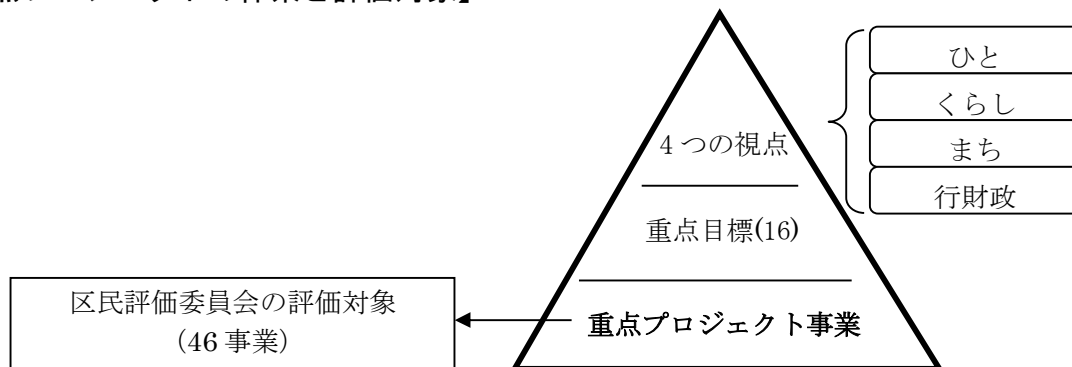 ひと
くらし
まち
行財政
4つの視点
重点目標(16)
重点プロジェクト事業
区民評価委員会の評価対象
(46 事業)